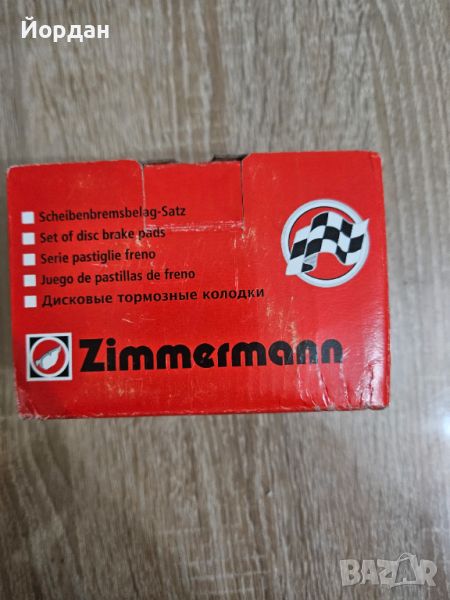 Йордан
Scheibenbremsbelag-Satz
Set of disc brake pads
Serie pastiglie freno
Juego de pastillas de freno
Дисковые тормозные колодки
Zimmermann
BAZAR